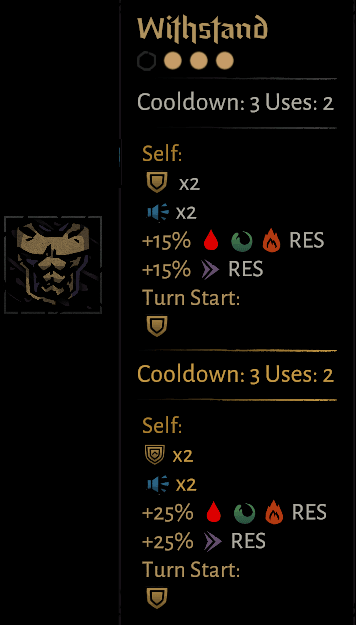 Withstand
Cooldown: 3 Uses: 2
Self:
x2
x2
+15% RES
+15% RES
Turn Start:
Cooldown: 3 Uses: 2
Self:
x2
x2
+25% RES
+25% RES
Turn Start: